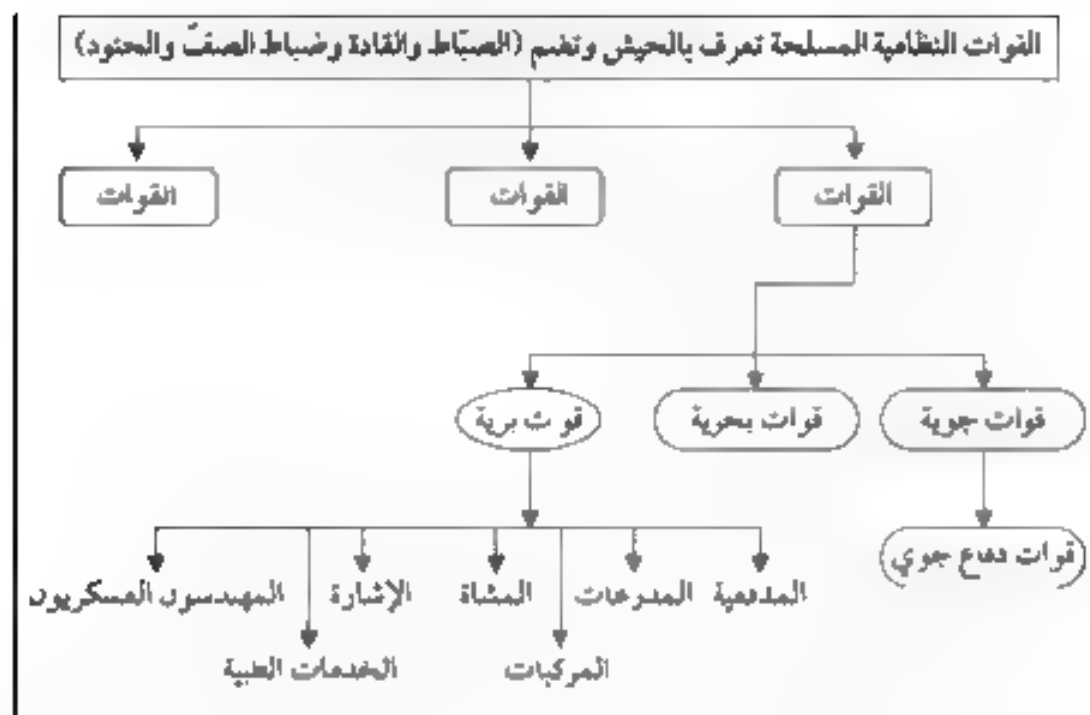 القوات النظامية المسلحة تعرف بالجيش وتضم (الضبّاط والقادة وضباط الصفّ والجنود)
القوات
القوات
القوات
قوات جوية
قوات بحرية
قوات برية
قوات دفاع جوي
المدفعية
المدرعات
المشاة
الإشارة
المهندسون العسكريون
المركبات
الخدمات الطبية